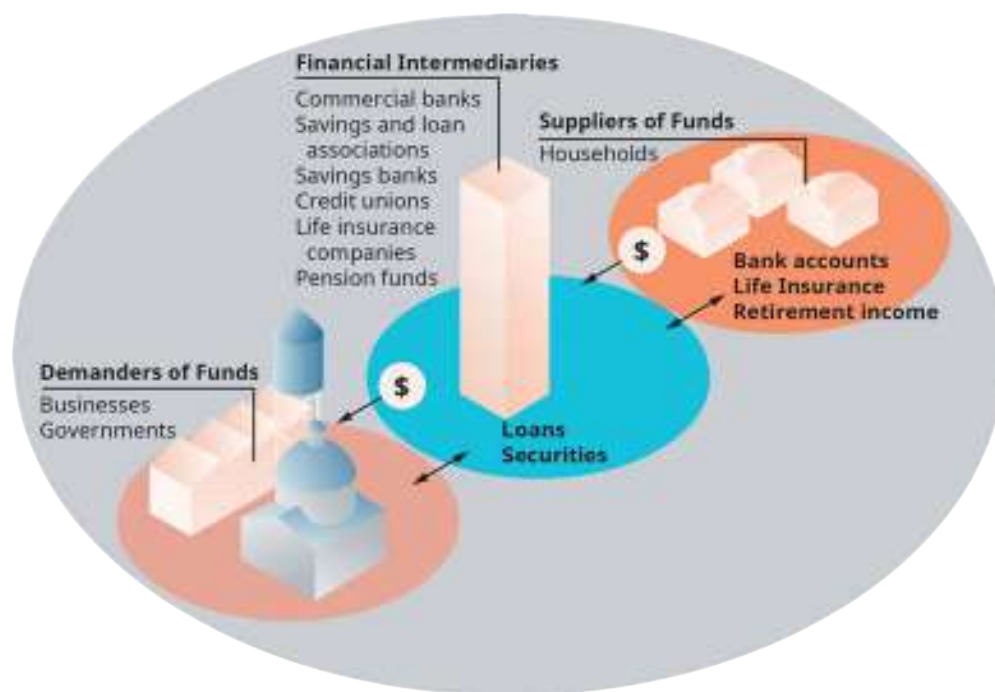 Financial Intermediaries
Commercial banks
Savings and loan
associations
Savings banks
Credit unions
Life insurance
companies
Pension funds
Suppliers of Funds
Households
$
Bank accounts
Life Insurance
Retirement income
Demanders of Funds
Businesses
Governments
$
Loans
Securities